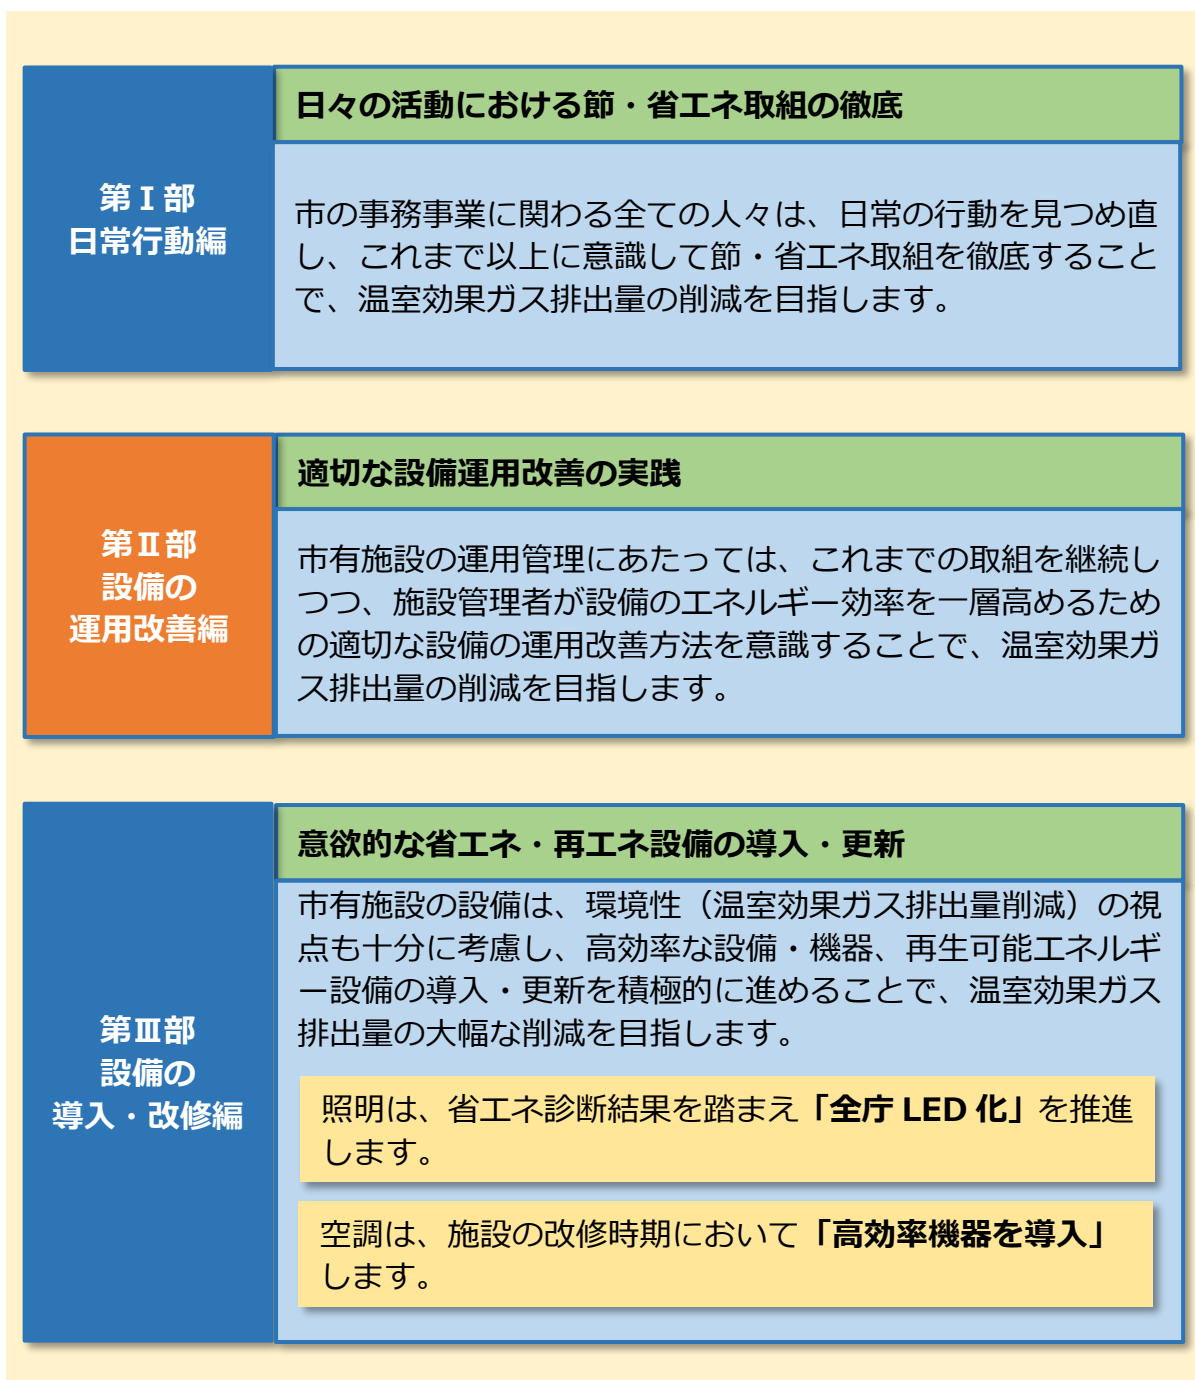 第Ⅰ部
日常行動編
日々の活動における節・省エネ取組の徹底
市の事務事業に関わる全ての人々は、日常の行動を見つめ直
し、これまで以上に意識して節・省エネ取組を徹底すること
で、温室効果ガス排出量の削減を目指します。
第Ⅱ部
設備の
運用改善編
適切な設備運用改善の実践
市有施設の運用管理にあたっては、これまでの取組を継続し
つつ、施設管理者が設備のエネルギー効率を一層高めるため
の適切な設備の運用改善方法を意識することで、温室効果ガ
ス排出量の削減を目指します。
第Ⅲ部
設備の
導入・改修編
意欲的な省エネ・再エネ設備の導入・更新
市有施設の設備は、環境性（温室効果ガス排出量削減）の視
点も十分に考慮し、高効率な設備・機器、再生可能エネルギ
ー設備の導入・更新を積極的に進めることで、温室効果ガス
排出量の大幅な削減を目指します。
照明は、省エネ診断結果を踏まえ「全庁 LED 化」を推進
します。
空調は、施設の改修時期において「高効率機器を導入」
します。